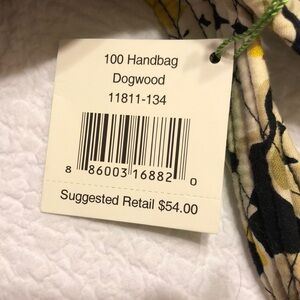 100 Handbag
Dogwood
11811-134
8 86003 16882 0
Suggested Retail $54.00